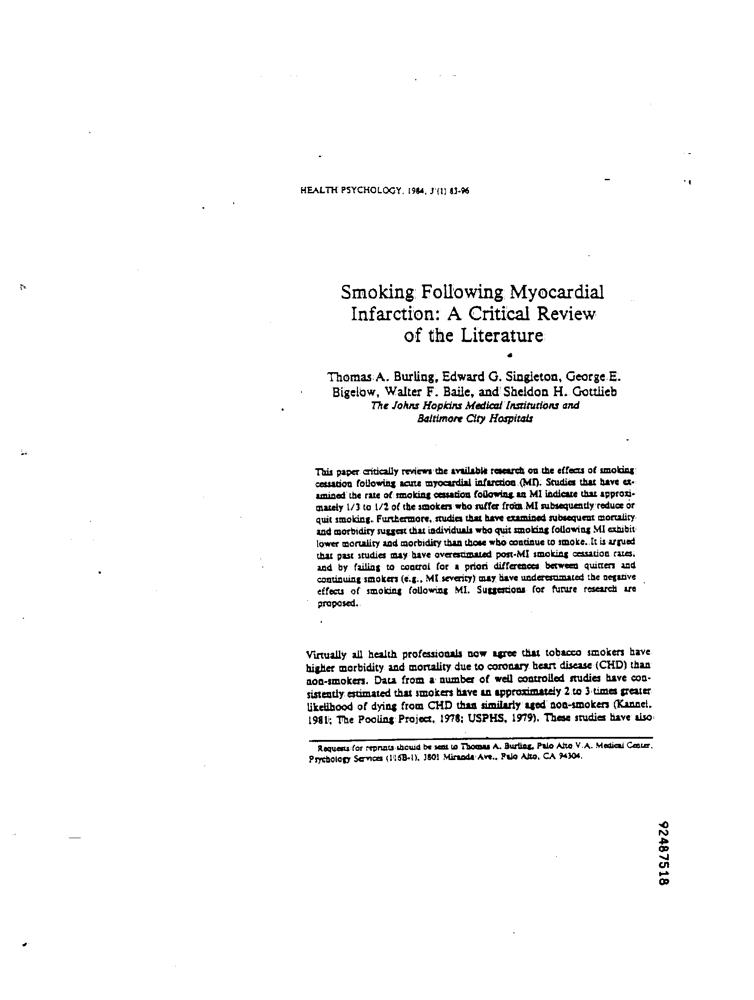 HEALTH PSYCHOLOGY, 1984, 3 (1) 83-96
Smoking Following Myocardial
Infarction: A Critical Review
of the Literature
Thomas A. Burling, Edward G. Singleton, George E.
Bigelow, Walter F. Baile, and Sheldon H. Gottlieb
The Johns Hopkins Medical Institutions and
Baltimore City Hospitals
This paper critically reviews the available research on the effects of smoking
cessation following acute myocardial infarction (MI). Studies that have ex-
amined the rate of smoking cessation following an MI indicate that approxi-
mately 1/3 to 1/2 of the smokers who suffer from MI subsequently reduce or
quit smoking. Furthermore, studies that have examined subsequent mortality
and morbidity suggest that individuals who quit smoking following MI exhibit
lower mortality and morbidity than those who continue to smoke. It is argued
that past studies may have overestimated post-MI smoking cessation rates,
and by failing to control for a priori differences between quitters and
continuing smokers (e.g., MI severity) may have underestimated the negative
effects of smoking following MI. Suggestions for future research are
proposed.
Virtually all health professionals now agree that tobacco smokers have
higher morbidity and mortality due to coronary heart disease (CHD) than
non-smokers. Data from a number of well controlled studies have con-
sistently estimated that smokers have an approximately 2 to 3 times greater
likelihood of dying from CHD than similarly aged non-smokers (Kannel,
1981; The Pooling Project, 1978; USPHS, 1979). These studies have also
Requests for reprints should be sent to Thomas A. Burling, Palo Alto V.A. Medical Center,
Psychology Services (116B-1), 3801 Miranda Ave., Palo Alto, CA 94304.
92487518